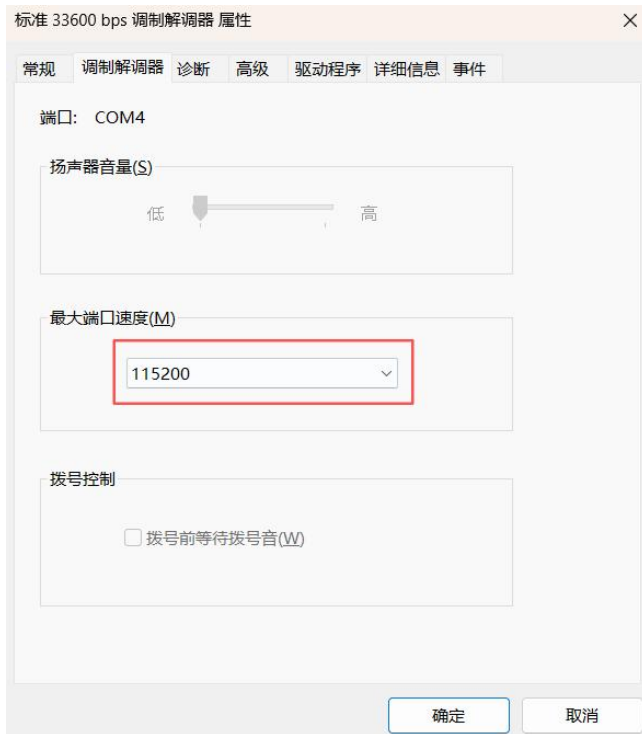 标准 33600 bps 调制解调器 属性
常规 调制解调器 诊断 高级 驱动程序 详细信息 事件
端口: COM4
扬声器音量(S)
低 高
最大端口速度(M)
115200
拨号控制
拨号前等待拨号音(W)
确定 取消